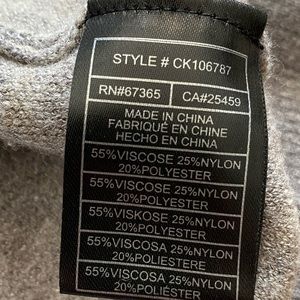 STYLE # CK106787
RN#67365 CA#25459
MADE IN CHINA
FABRIQUÉ EN CHINE
HECHO EN CHINA
55%VISCOSE 25%NYLON
20%POLYESTER
55%VISCOSE 25%NYLON
20%POLYESTER
55%VISKOSE 25%NYLON
20%POLYESTER
55%VISCOSA 25%NYLON
20%POLIESTERE
55%VISCOSA 25%NYLON
20%POLIÉSTER